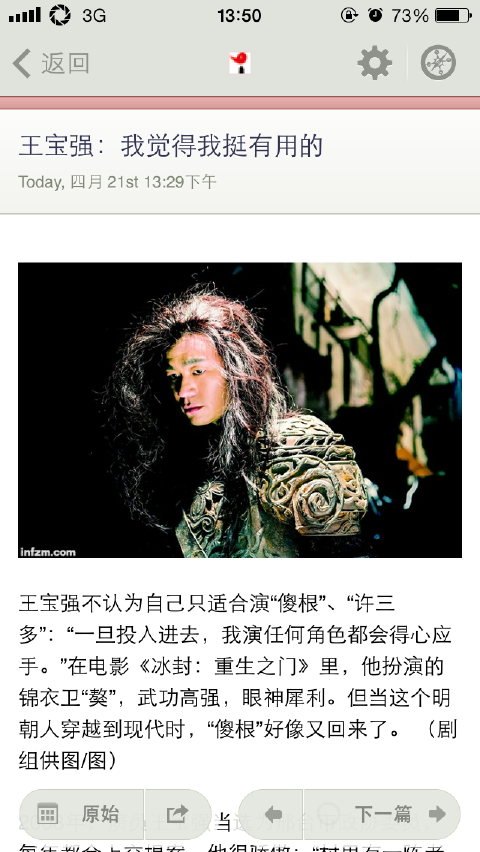 3G 13:50 73%
返回
王宝强：我觉得我挺有用的
Today, 四月 21st 13:29下午
infzm.com
王宝强不认为自己只适合演“傻根”、“许三
多”：“一旦投入进去，我演任何角色都会得心应
手。”在电影《冰封：重生之门》里，他扮演的
锦衣卫“獒”，武功高强，眼神犀利。但当这个明
朝人穿越到现代时，“傻根”好像又回来了。（剧
组供图/图）
原始 当 下一篇